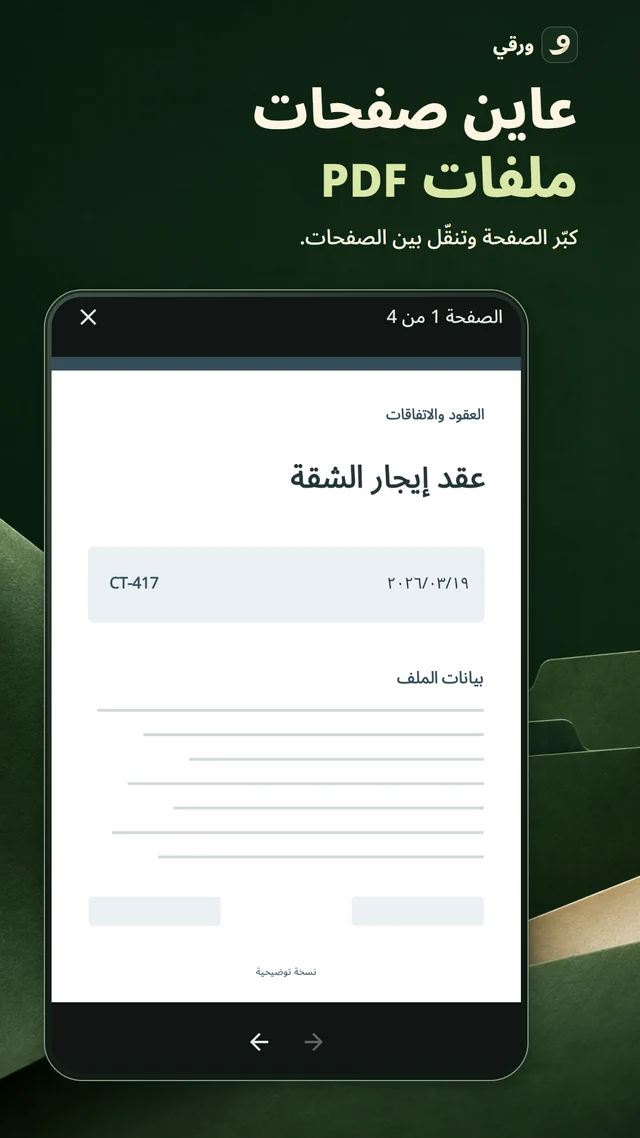 ورقي
عاين صفحات
ملفات PDF
كبّر الصفحة وتنقّل بين الصفحات.
الصفحة 1 من 4
العقود والاتفاقات
عقد إيجار الشقة
٢٠٢٦/٠٣/١٩ CT-417
بيانات الملف
نسخة توضيحية